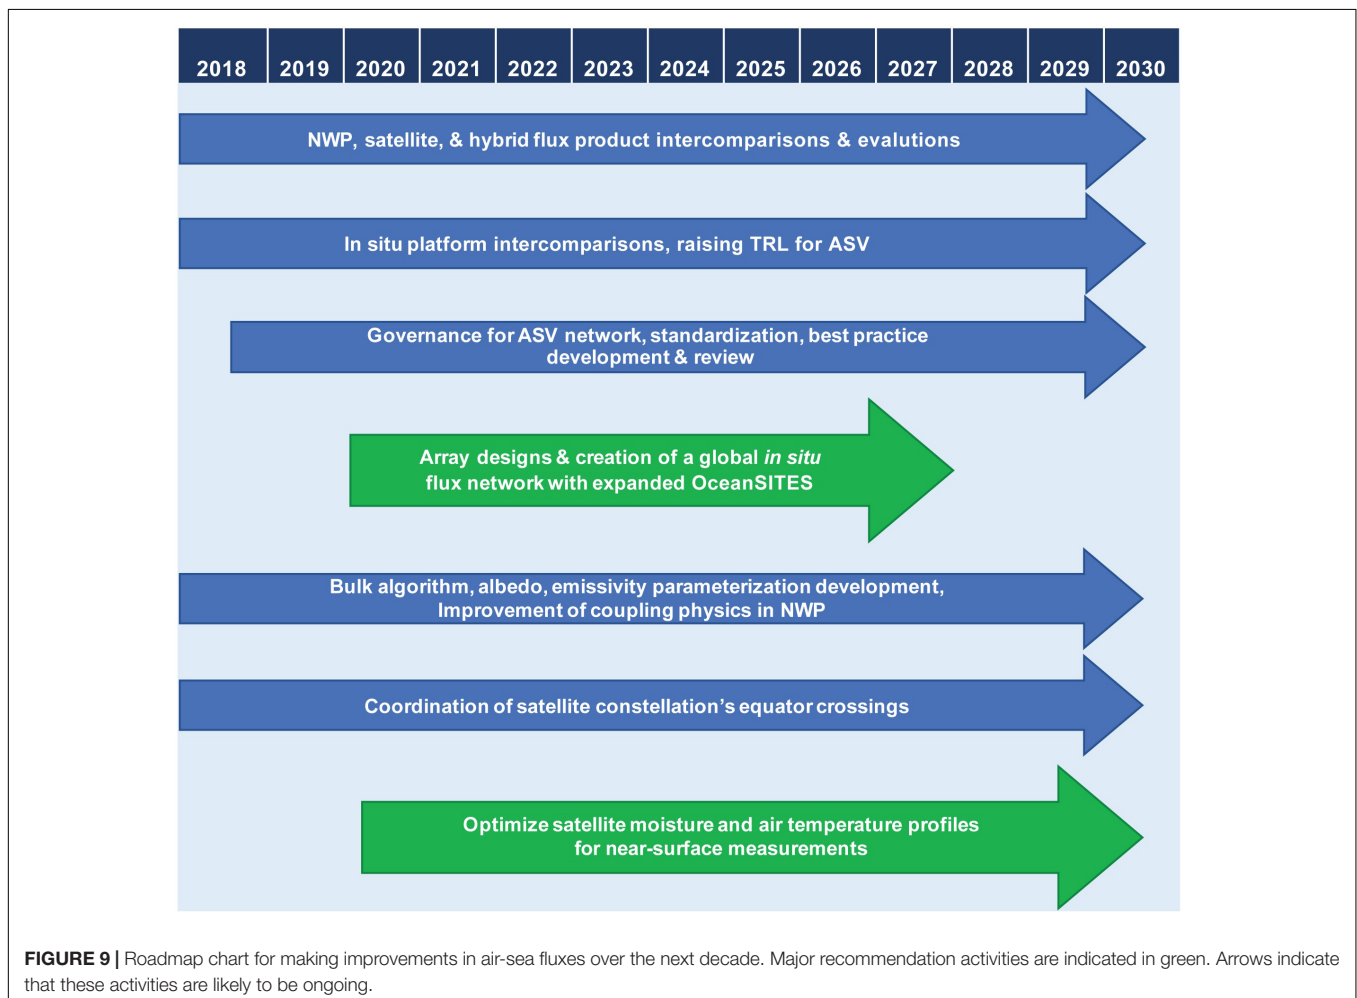 2018 2019 2020 2021 2022 2023 2024 2025 2026 2027 2028 2029 2030
NWP, satellite, & hybrid flux product intercomparisons & evalutions
In situ platform intercomparisons, raising TRL for ASV
Governance for ASV network, standardization, best practice
development & review
Array designs & creation of a global in situ
flux network with expanded OceanSITES
Bulk algorithm, albedo, emissivity parameterization development,
Improvement of coupling physics in NWP
Coordination of satellite constellation’s equator crossings
Optimize satellite moisture and air temperature profiles
for near-surface measurements
FIGURE 9 | Roadmap chart for making improvements in air-sea fluxes over the next decade. Major recommendation activities are indicated in green. Arrows indicate
that these activities are likely to be ongoing.